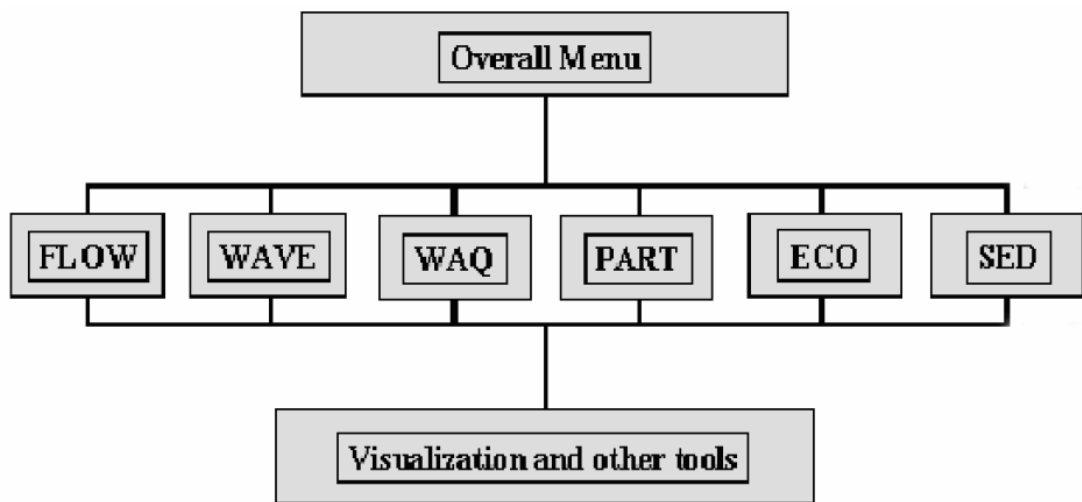 Overall Menu
FLOW
WAVE
WAQ
PART
ECO
SED
Visualization and other tools